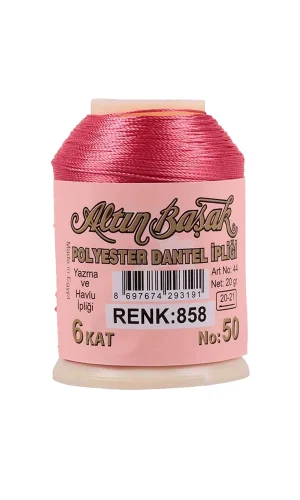 Altın Başak
POLYESTER DANTEL İPLİĞİ
Made in Egypt
Yazma
ve
Havlu
İpliği
8 697674 293191
Art No: 44
Net: 20 gr.
20-21
RENK:858
6 KAT
No: 50